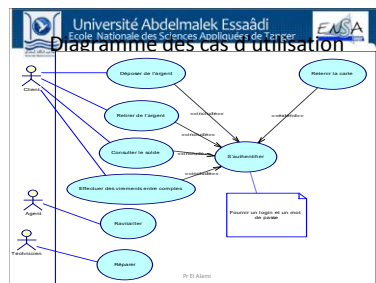 Université Abdelmalek Essaâdi
Ecole Nationale des Sciences Appliquées de Tanger
ENSA
Diagramme des cas d'utilisation
Déposer de l'argent
Retenir la carte
Client
<<include>>
<<extend>>
Retirer de l'argent
<<include>>
Consulter le solde
<<include>>
S'authentifier
<<include>>
Effectuer des virements entre comptes
Fournir un login et un mot
de passe
Agent
Ravitailler
Technicien
Réparer
Pr El Alami